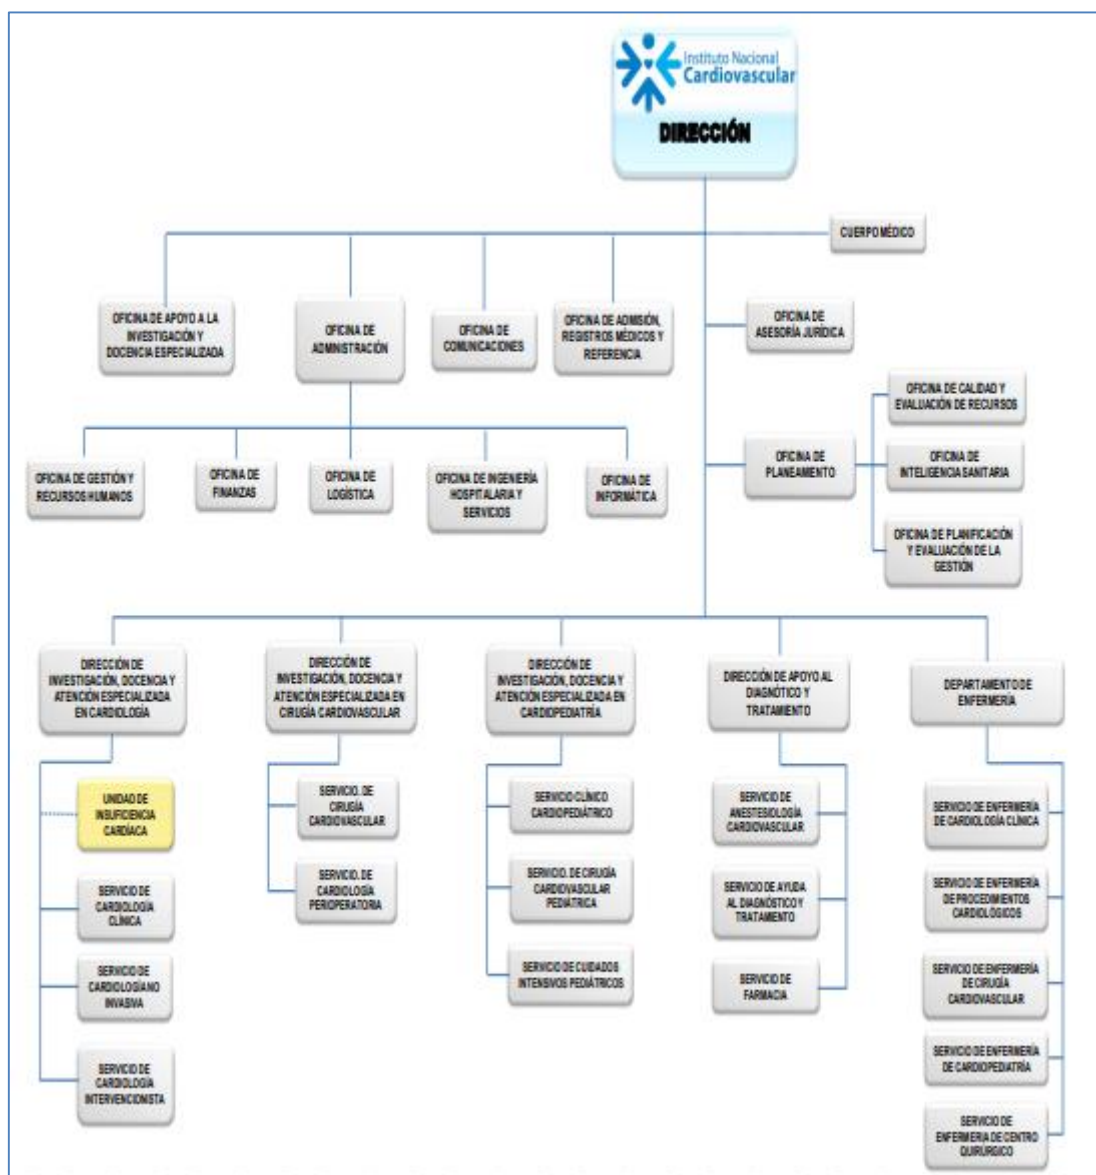 Instituto Nacional
Cardiovascular
DIRECCIÓN
CUERPO MÉDICO
OFICINA DE APOYO A LA
INVESTIGACIÓN Y
DOCENCIA ESPECIALIZADA
OFICINA DE
ADMINISTRACIÓN
OFICINA DE
COMUNICACIONES
OFICINA DE ADMISIÓN,
REGISTROS MÉDICOS Y
REFERENCIA
OFICINA DE
ASESORÍA JURÍDICA
OFICINA DE CALIDAD Y
EVALUACIÓN DE RECURSOS
OFICINA DE
PLANEAMIENTO
OFICINA DE
INTELIGENCIA SANITARIA
OFICINA DE PLANIFICACIÓN
Y EVALUACIÓN DE LA
GESTIÓN
OFICINA DE GESTIÓN Y
RECURSOS HUMANOS
OFICINA DE
FINANZAS
OFICINA DE
LOGÍSTICA
OFICINA DE INGENIERÍA
HOSPITALARIA Y
SERVICIOS
OFICINA DE
INFORMÁTICA
DIRECCIÓN DE
INVESTIGACIÓN, DOCENCIA Y
ATENCIÓN ESPECIALIZADA
EN CARDIOLOGÍA
DIRECCIÓN DE
INVESTIGACIÓN, DOCENCIA Y
ATENCIÓN ESPECIALIZADA EN
CIRUGÍA CARDIOVASCULAR
DIRECCIÓN DE
INVESTIGACIÓN, DOCENCIA Y
ATENCIÓN ESPECIALIZADA EN
CARDIOPEDIATRÍA
DIRECCIÓN DE APOYO AL
DIAGNÓTICO Y
TRATAMIENTO
DEPARTAMENTO DE
ENFERMERÍA
UNIDAD DE
INSUFICIENCIA
CARDÍACA
SERVICIO DE
CARDIOLOGÍA
CLÍNICA
SERVICIO DE
CARDIOLOGÍA NO
INVASIVA
SERVICIO DE
CARDIOLOGÍA
INTERVENCIONISTA
SERVICIO. DE
CIRUGÍA
CARDIOVASCULAR
SERVICIO. DE
CARDIOLOGÍA
PERIOPERATORIA
SERVICIO CLÍNICO
CARDIOPEDIÁTRICO
SERVICIO. DE CIRUGÍA
CARDIOVASCULAR
PEDIÁTRICA
SERVICIO DE CUIDADOS
INTENSIVOS PEDIÁTRICOS
SERVICIO DE
ANESTESIOLOGÍA
CARDIOVASCULAR
SERVICIO DE AYUDA
AL DIAGNÓSTICO Y
TRATAMIENTO
SERVICIO DE
FARMACIA
SERVICIO DE ENFERMERÍA
DE CARDIOLOGÍA CLÍNICA
SERVICIO DE ENFERMERÍA
DE PROCEDIMIENTOS
CARDIOLÓGICOS
SERVICIO DE ENFERMERÍA
DE CIRUGÍA
CARDIOVASCULAR
SERVICIO DE ENFERMERÍA
DE CARDIOPEDIATRÍA
SERVICIO DE
ENFERMERIA DE CENTRO
QUIRÚRGICO